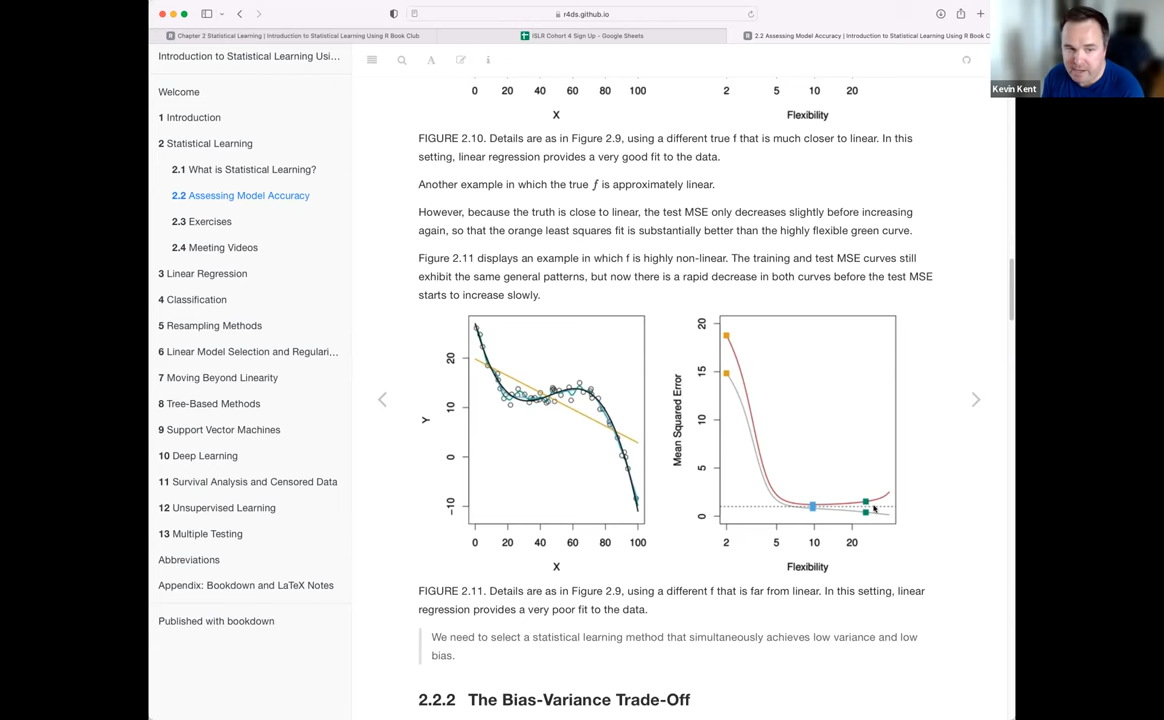 r4ds.github.io
Chapter 2 Statistical Learning | Introduction to Statistical Learning Using R Book Club
ISLR Cohort 4 Sign Up - Google Sheets
2.2 Assessing Model Accuracy | Introduction to Statistical Learning Using R Book C
Kevin Kent
Introduction to Statistical Learning Usi...
Welcome
1 Introduction
2 Statistical Learning
2.1 What is Statistical Learning?
2.2 Assessing Model Accuracy
2.3 Exercises
2.4 Meeting Videos
3 Linear Regression
4 Classification
5 Resampling Methods
6 Linear Model Selection and Regulari...
7 Moving Beyond Linearity
8 Tree-Based Methods
9 Support Vector Machines
10 Deep Learning
11 Survival Analysis and Censored Data
12 Unsupervised Learning
13 Multiple Testing
Abbreviations
Appendix: Bookdown and LaTeX Notes
Published with bookdown
0 20 40 60 80 100
X
2 5 10 20
Flexibility
FIGURE 2.10. Details are as in Figure 2.9, using a different true f that is much closer to linear. In this
setting, linear regression provides a very good fit to the data.
Another example in which the true f is approximately linear.
However, because the truth is close to linear, the test MSE only decreases slightly before increasing
again, so that the orange least squares fit is substantially better than the highly flexible green curve.
Figure 2.11 displays an example in which f is highly non-linear. The training and test MSE curves still
exhibit the same general patterns, but now there is a rapid decrease in both curves before the test MSE
starts to increase slowly.
20
10
0
-10
Y
0 20 40 60 80 100
X
20
15
10
5
0
Mean Squared Error
2 5 10 20
Flexibility
FIGURE 2.11. Details are as in Figure 2.9, using a different f that is far from linear. In this setting, linear
regression provides a very poor fit to the data.
We need to select a statistical learning method that simultaneously achieves low variance and low
bias.
2.2.2 The Bias-Variance Trade-Off